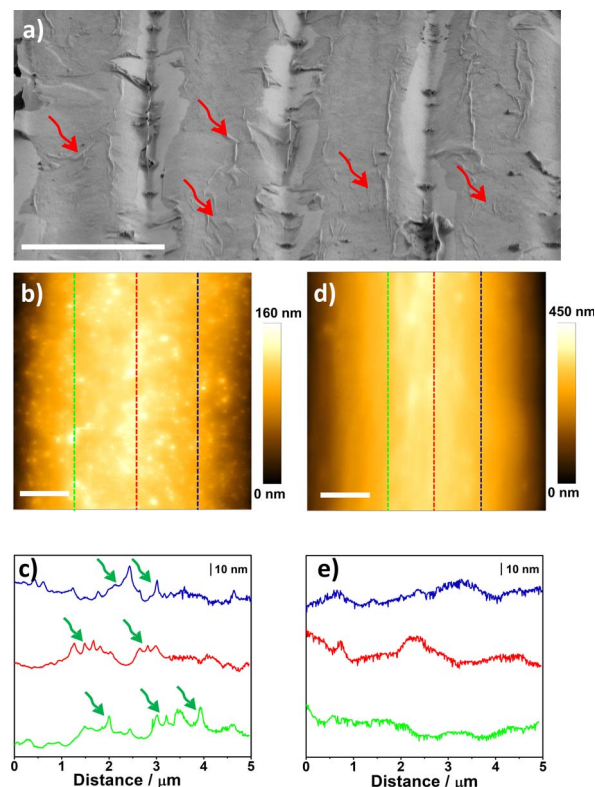 a)
b)
160 nm
0 nm
d)
450 nm
0 nm
c)
10 nm
0 1 2 3 4 5
Distance / μm
e)
10 nm
0 1 2 3 4 5
Distance / μm